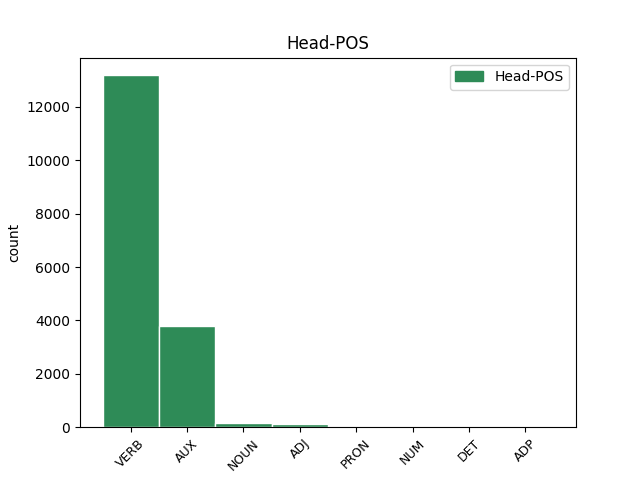 Head-POS
Head-POS
count
12000
10000
8000
6000
4000
2000
0
VERB
AUX
NOUN
ADJ
PRON
NUM
DET
ADP